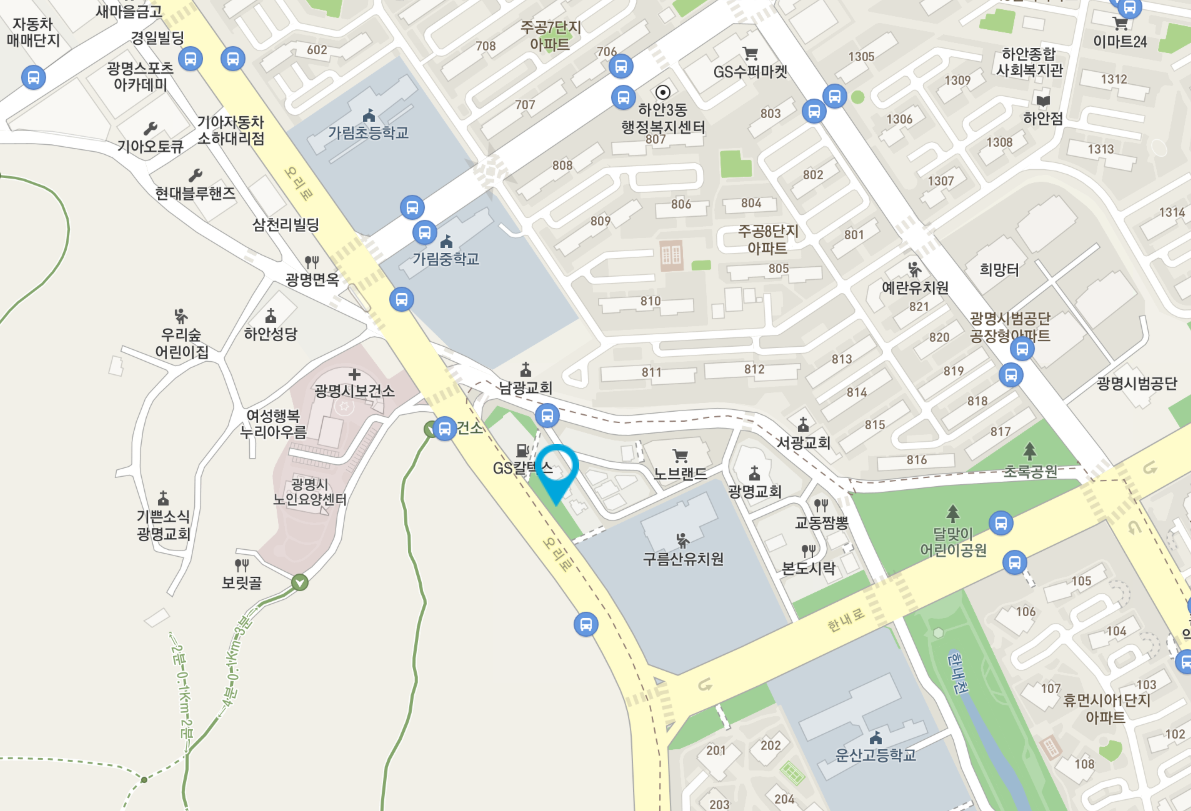 새마을금고
자동차
매매단지
경일빌딩
광명스포츠
아카데미
기아자동차
소하대리점
기아오토큐
현대블루핸즈
삼천리빌딩
광명면옥
우리숲
어린이집
하안성당
광명시보건소
여성행복
누리아우름
광명시
노인요양센터
기쁜소식
광명교회
보릿골
4분-0.1Km-3분
2분-0.1Km-2분
602
가림초등학교
오리로
가림중학교
708
주공7단지
아파트
706
707
GS수퍼마켓
하안3동
행정복지센터
807
803
808
802
809
806
804
주공8단지
아파트
801
805
810
811
812
813
814
815
816
817
818
819
820
821
예란유치원
희망터
광명시범공단
공장형아파트
광명시범공단
1305
1306
1307
1308
1309
1312
1313
1314
하안종합
사회복지관
하안점
이마트24
남광교회
건소
GS칼텍스
노브랜드
서광교회
광명교회
교동짬뽕
본도시락
구름산유치원
초록공원
달맞이
어린이공원
오리로
한내로
한내천
운산고등학교
201
202
203
204
105
106
104
107
103
휴먼시아1단지
아파트
102
108